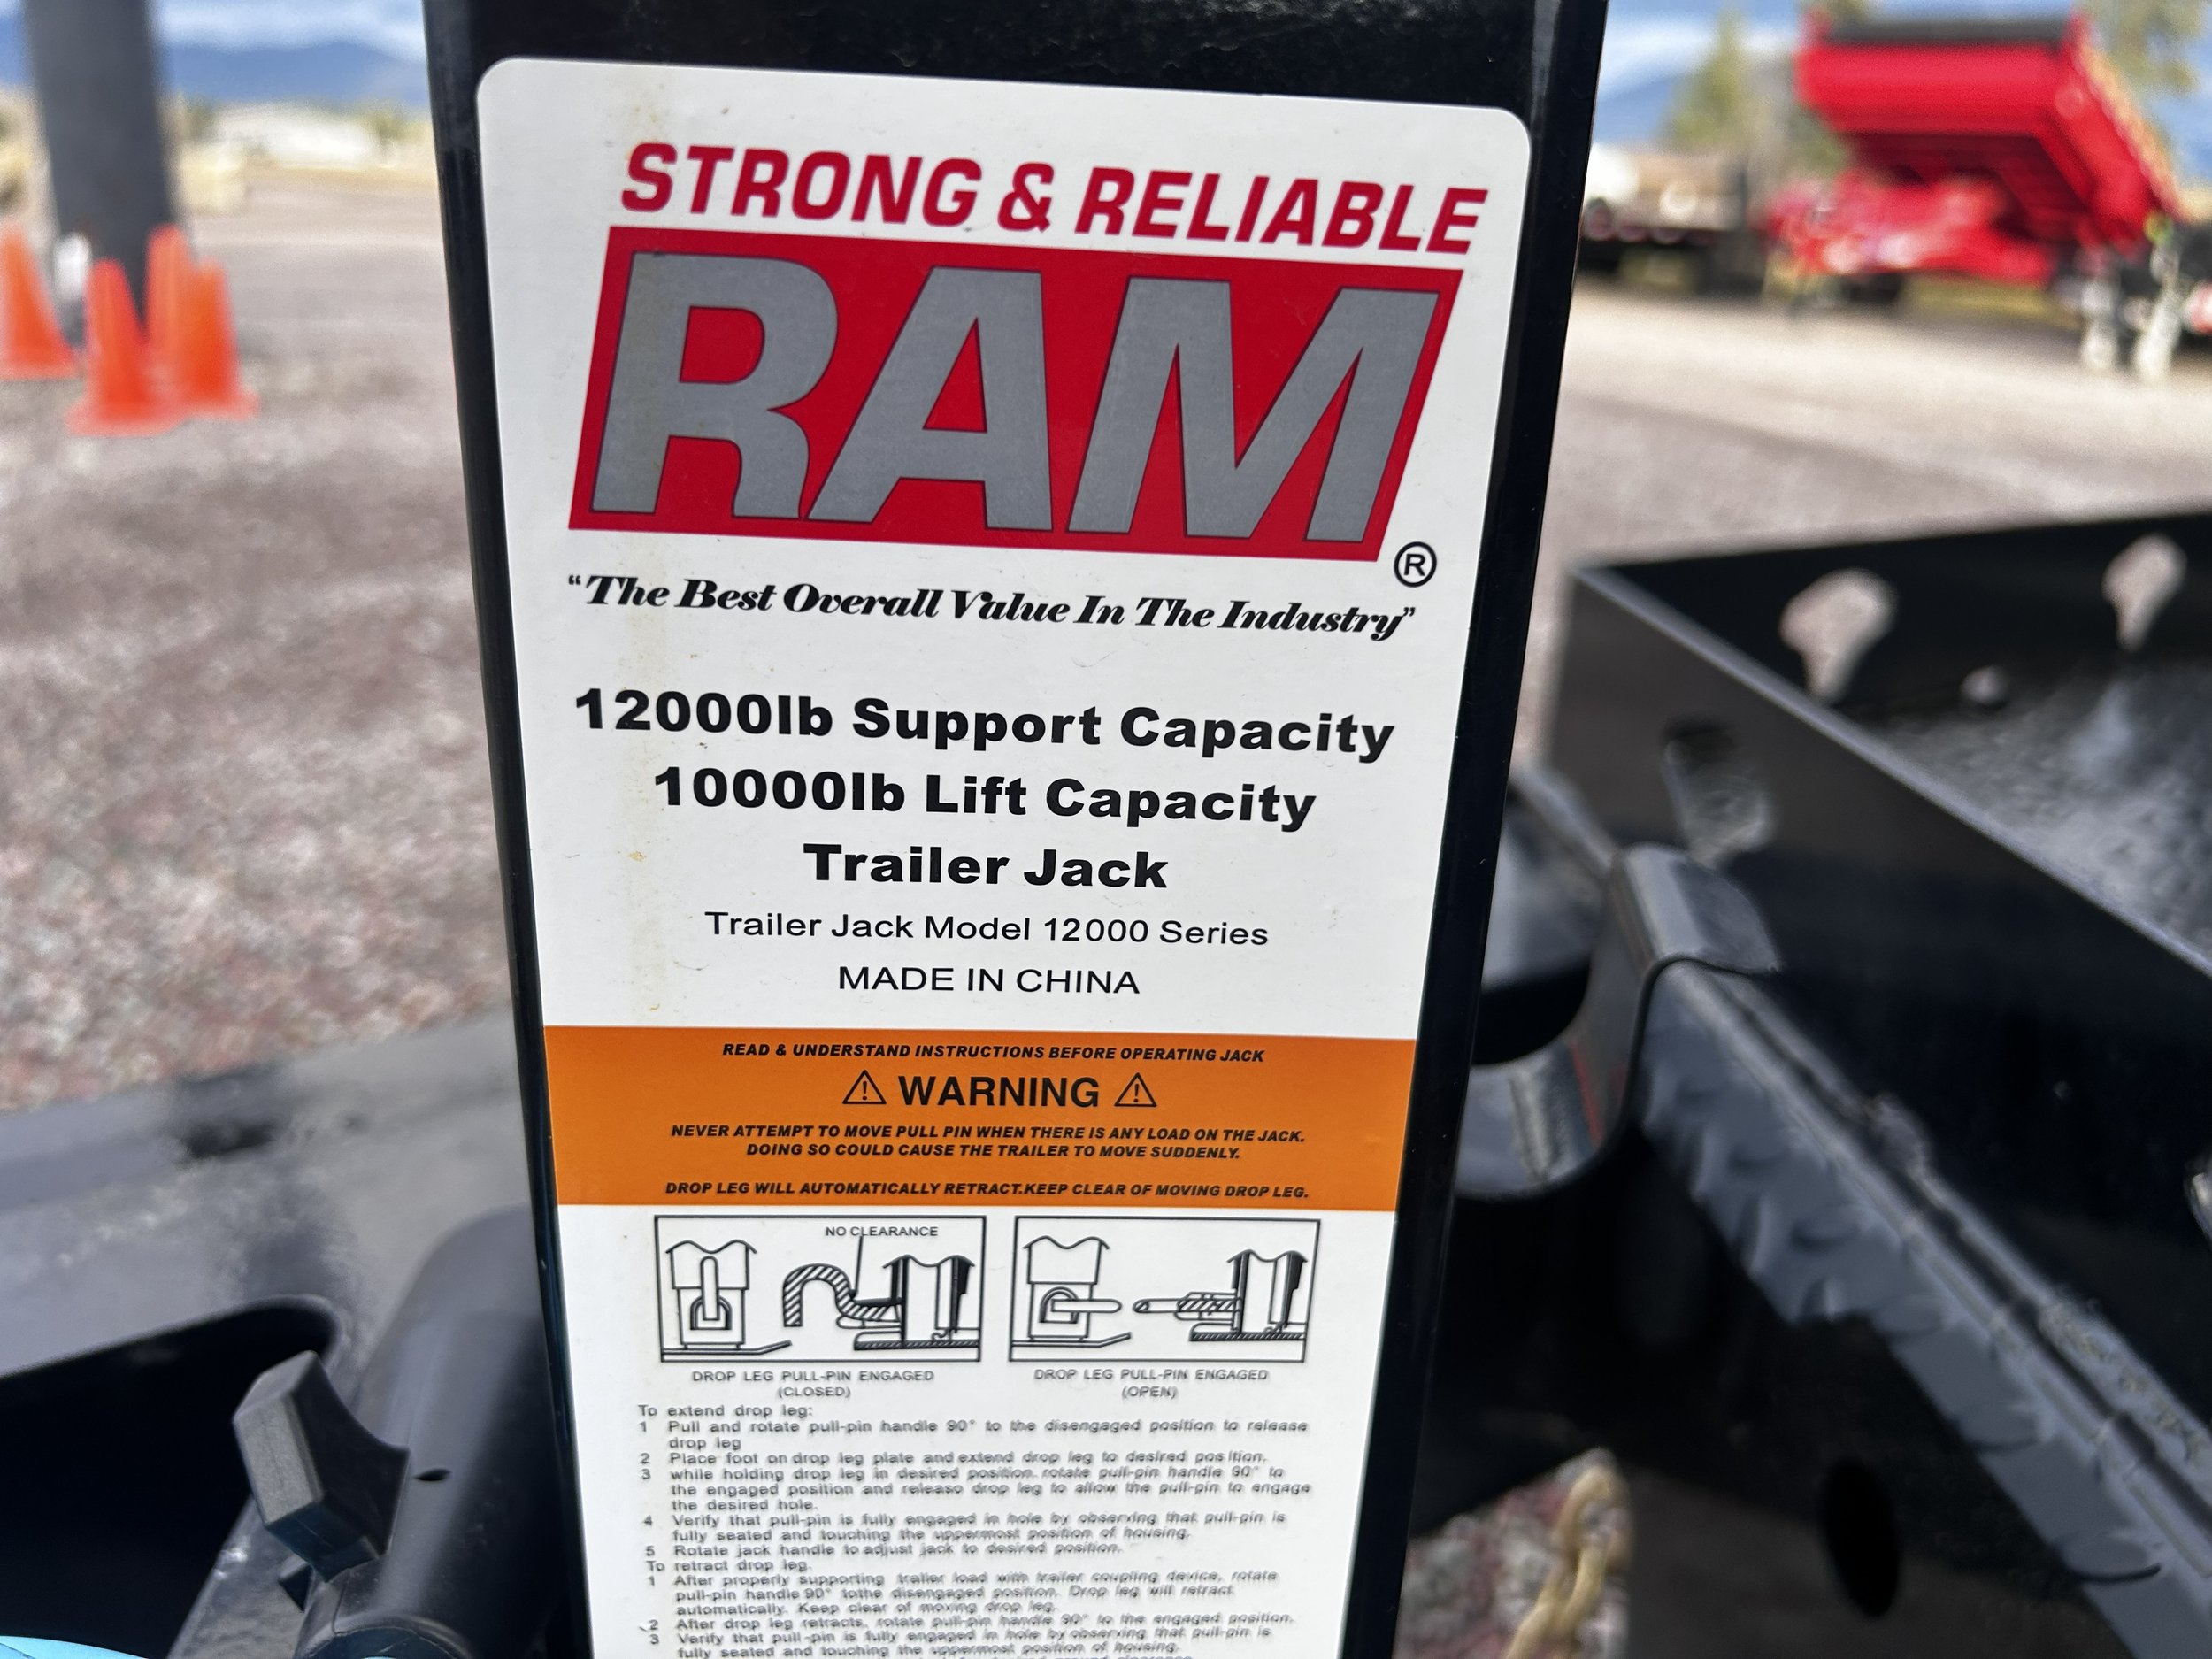 STRONG & RELIABLE
RAM
®
"The Best Overall Value In The Industry"
12000lb Support Capacity
10000lb Lift Capacity
Trailer Jack
Trailer Jack Model 12000 Series
MADE IN CHINA
READ & UNDERSTAND INSTRUCTIONS BEFORE OPERATING JACK
⚠ WARNING ⚠
NEVER ATTEMPT TO MOVE PULL PIN WHEN THERE IS ANY LOAD ON THE JACK.
DOING SO COULD CAUSE THE TRAILER TO MOVE SUDDENLY.
DROP LEG WILL AUTOMATICALLY RETRACT.KEEP CLEAR OF MOVING DROP LEG.
NO CLEARANCE
DROP LEG PULL-PIN ENGAGED
(CLOSED)
DROP LEG PULL-PIN ENGAGED
(OPEN)
To extend drop leg:
1 Pull and rotate pull-pin handle 90° to the disengaged position to release
drop leg
2 Place foot on drop leg plate and extend drop leg to desired position.
3 while holding drop leg in desired position. rotate pull-pin handle 90° to
the engaged position and release drop leg to allow the pull-pin to engage
the desired hole.
4 Verify that pull-pin is fully engaged in hole by observing that pull-pin is
fully seated and touching the uppermost position of housing.
5 Rotate jack handle to adjust jack to desired position.
To retract drop leg.
1 After properly supporting trailer load with trailer coupling device, rotate
pull-pin handle 90° tothe disengaged position. Drop leg will retract
automatically. Keep clear of moving drop leg.
2 After drop leg retracts, rotate pull-pin handle 90° to the engaged position.
3 Verify that pull-pin is fully engaged in hole by observing that pull-pin is
fully seated and touching the uppermost position of housing.